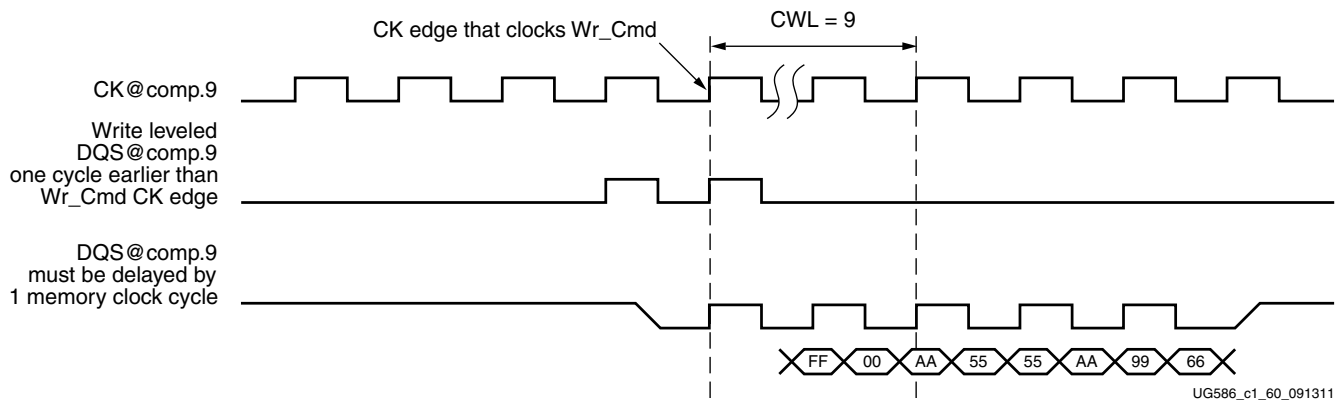 CWL = 9
CK edge that clocks Wr_Cmd
CK@comp.9
Write leveled
DQS@comp.9
one cycle earlier than
Wr_Cmd CK edge
DQS@comp.9
must be delayed by
1 memory clock cycle
FF 00 AA 55 55 AA 99 66
UG586_c1_60_091311